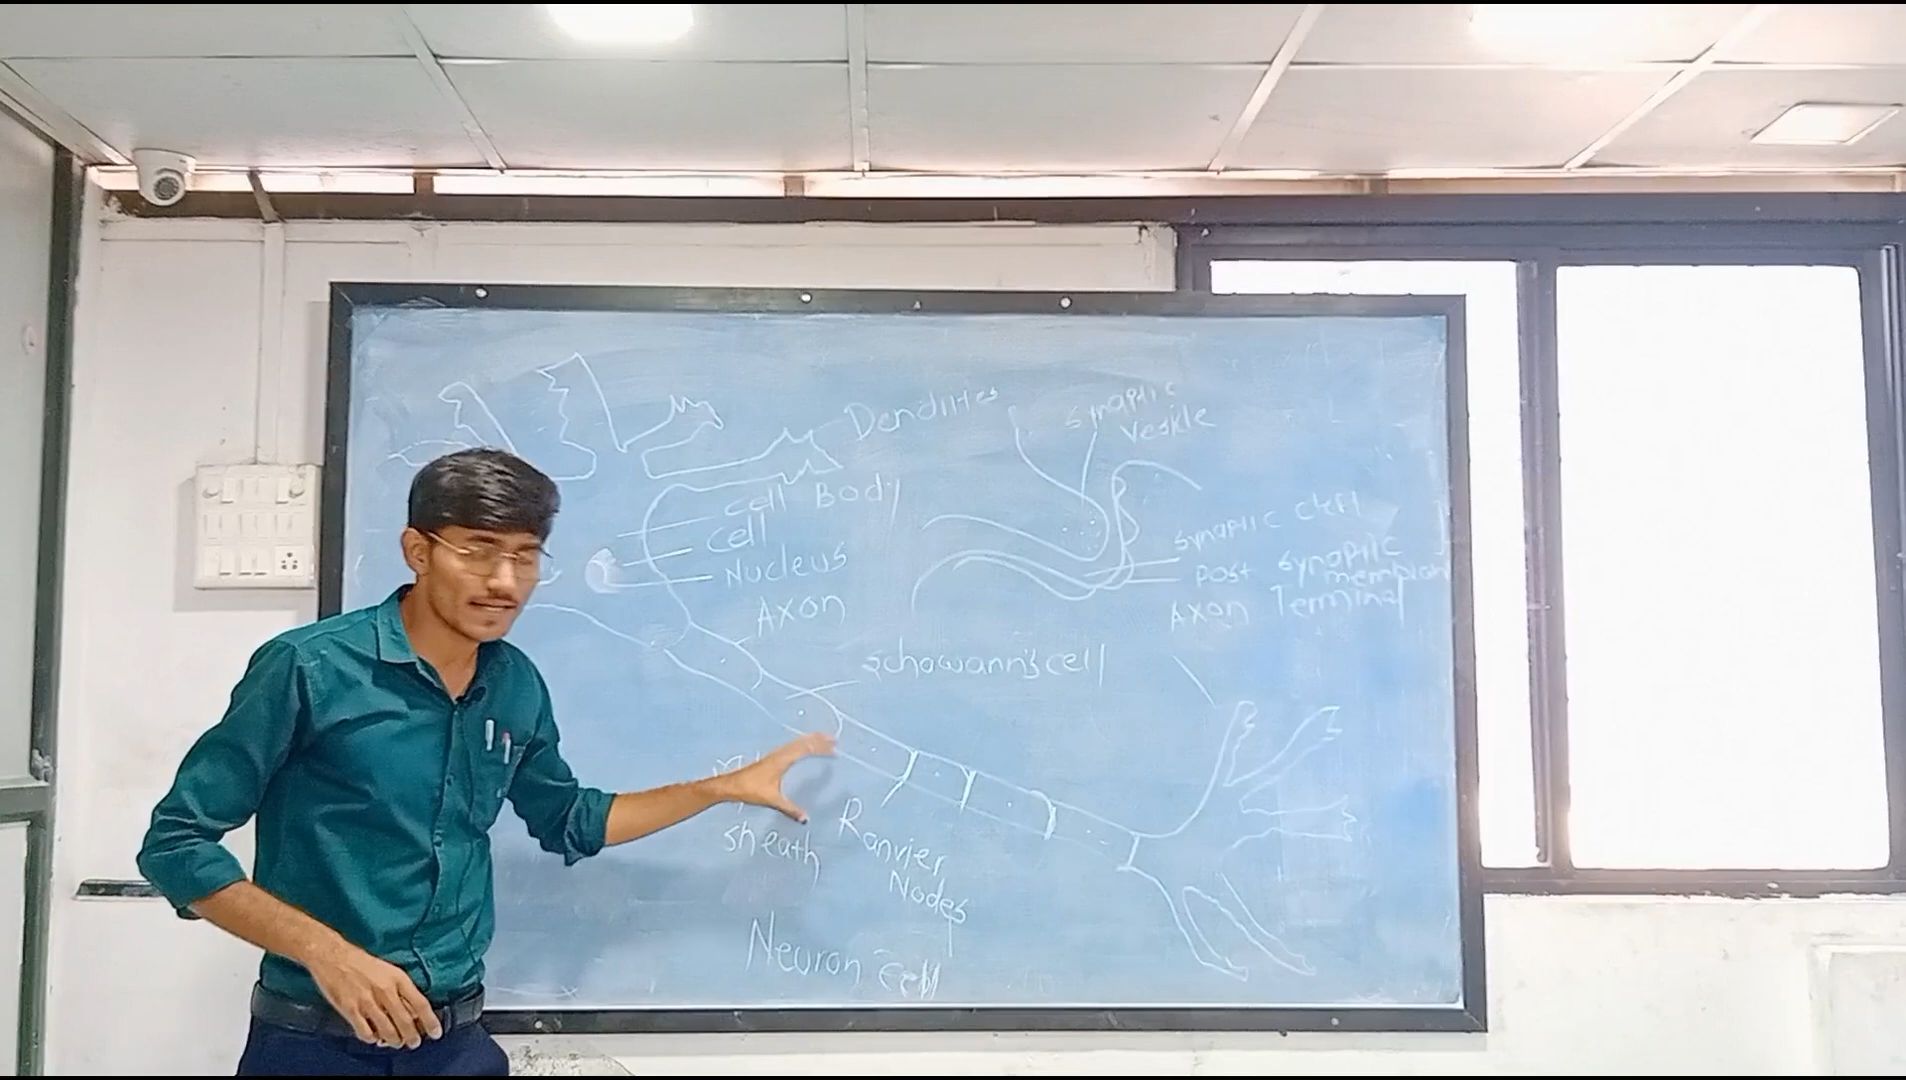 Dendrites
Synaptic
Vesicle
Cell Body
Cell
Nucleus
Axon
Synaptic Cleft
Post Synaptic
membran
Axon Terminal
Schowann's cell
Sheath
Ranvier
Nodes
Neuron Cell